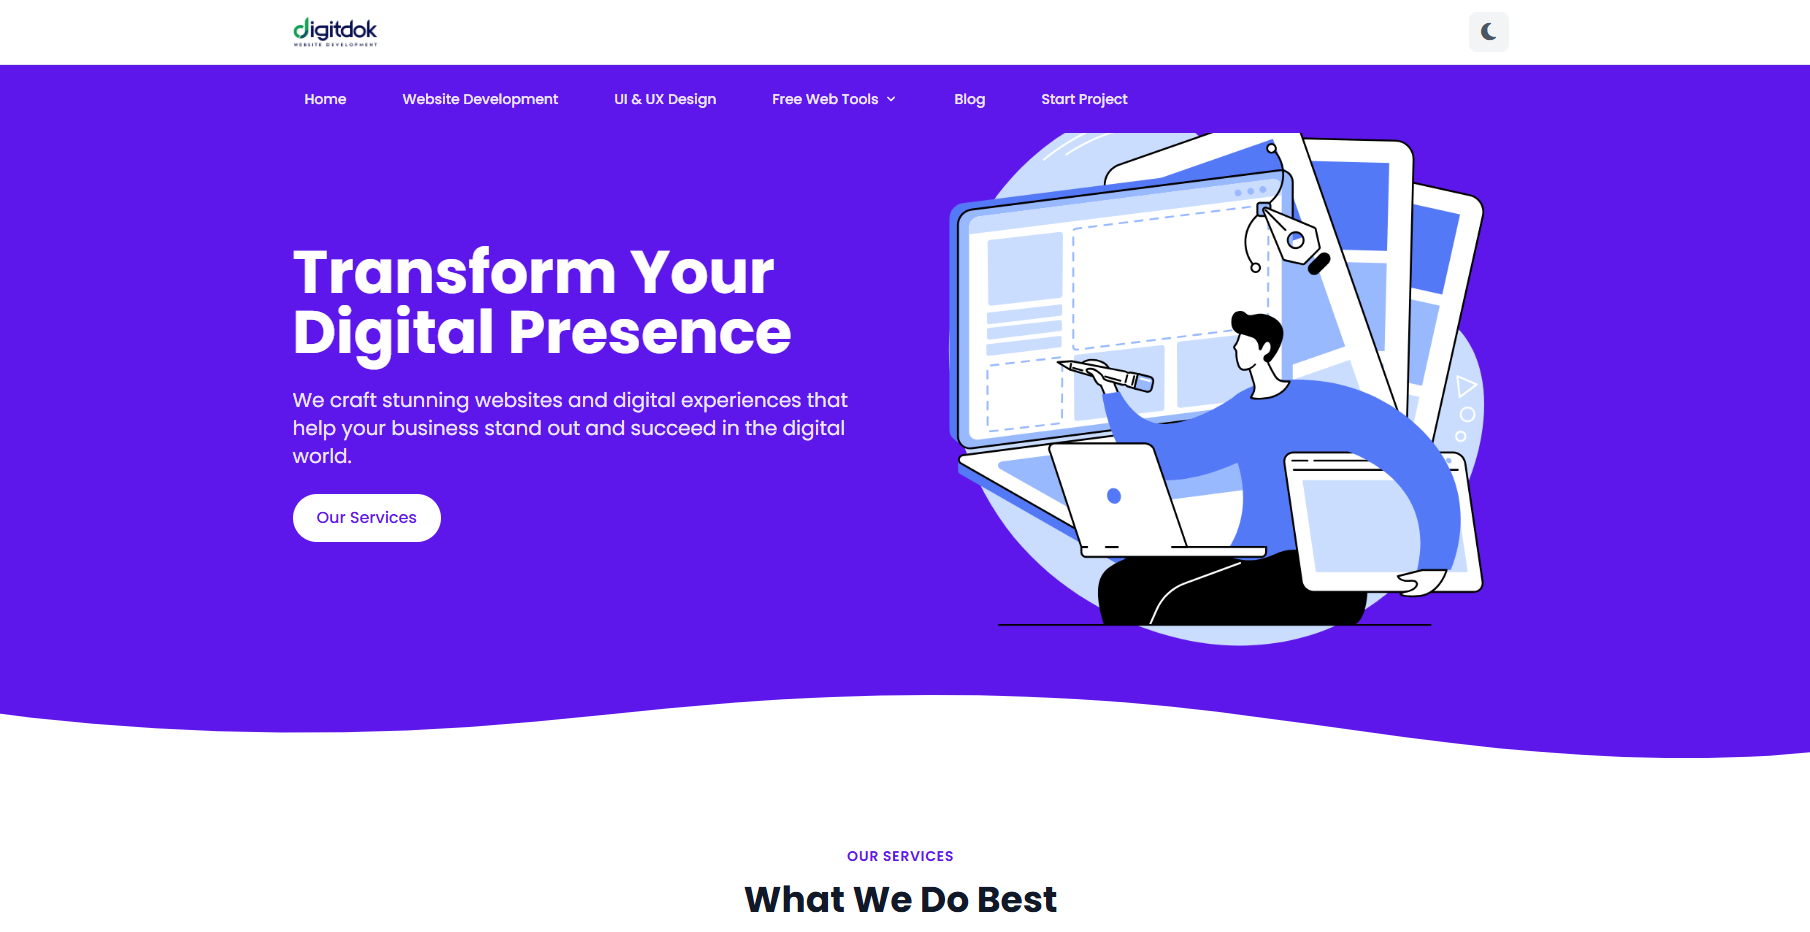 digitdok
WEBSITE DEVELOPMENT
Home
Website Development
UI & UX Design
Free Web Tools
Blog
Start Project
Transform Your
Digital Presence
We craft stunning websites and digital experiences that
help your business stand out and succeed in the digital
world.
Our Services
OUR SERVICES
What We Do Best